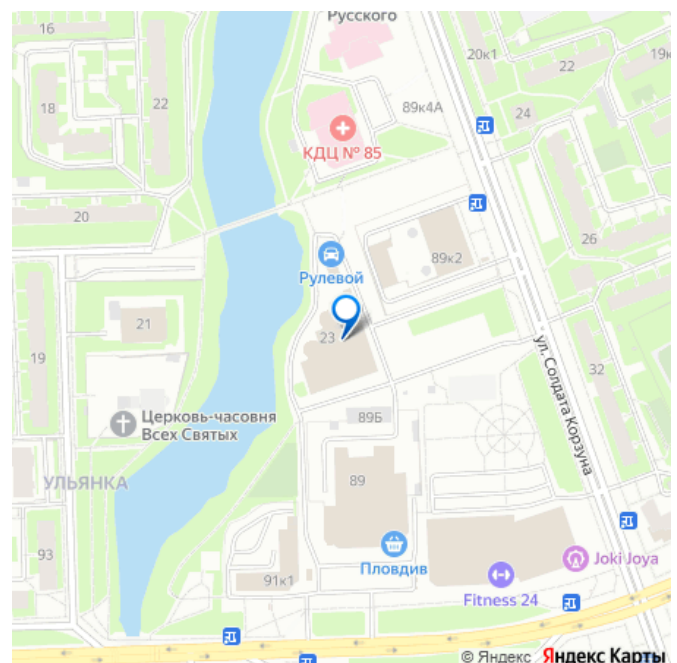 Русского
16
20к1
22
19к
18
22
89к4А
24
КДЦ № 85
20
26
89к2
Рулевой
21
23
19
32
ул. Солдата Корзуна
Церковь-часовня
Всех Святых
89Б
УЛЬЯНКА
89
93
Пловдив
Joki Joya
91к1
Fitness 24
© Яндекс Яндекс Карты